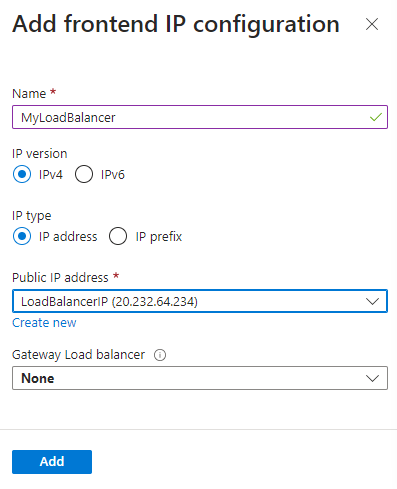 Add frontend IP configuration
Name *
MyLoadBalancer
IP version
IPv4 IPv6
IP type
IP address IP prefix
Public IP address *
LoadBalancerIP (20.232.64.234)
Create new
Gateway Load balancer
None
Add